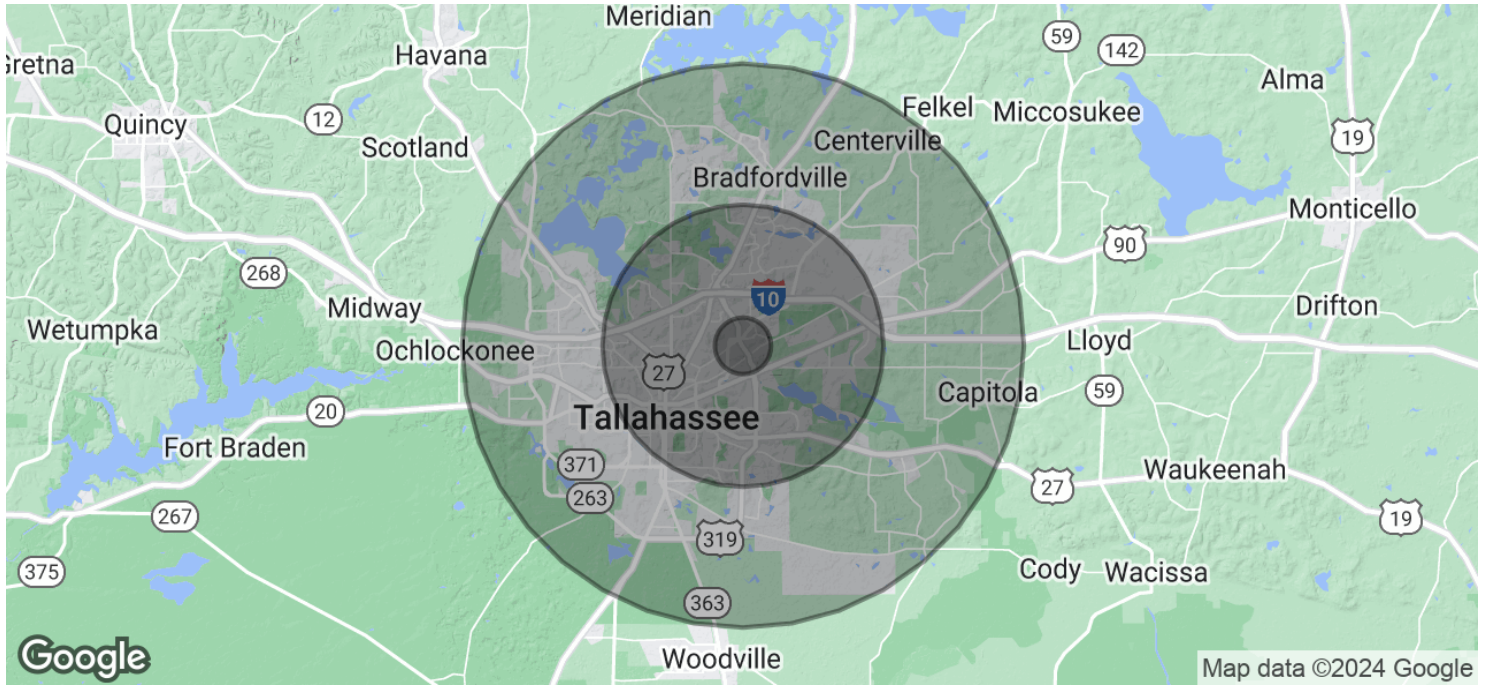 Meridian
59
142
Havana
Gretna
Alma
Felkel
Miccosukee
12
Quincy
19
Centerville
Scotland
Bradfordville
Monticello
90
268
10
Midway
Drifton
Wetumpka
Lloyd
Ochlockonee
27
Capitola
59
20
Tallahassee
Fort Braden
371
Waukeenah
27
263
267
19
319
375
Cody
Wacissa
363
Google
Woodville
Map data ©2024 Google